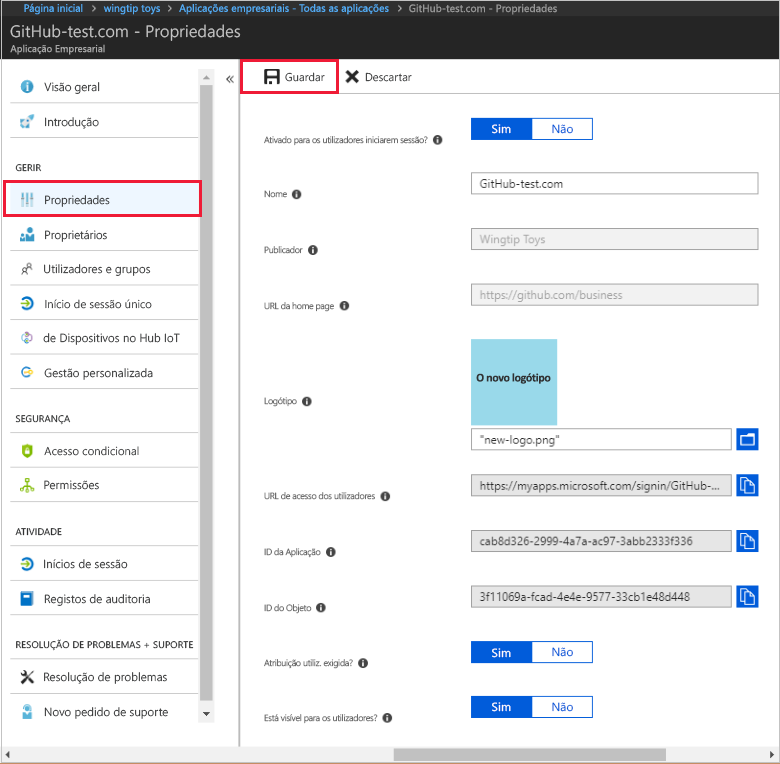 Página inicial > wingtip toys > Aplicações empresariais - Todas as aplicações > GitHub-test.com - Propriedades
GitHub-test.com - Propriedades
Aplicação Empresarial
«
Visão geral
Introdução
GERIR
Propriedades
Proprietários
Utilizadores e grupos
Início de sessão único
de Dispositivos no Hub IoT
Gestão personalizada
SEGURANÇA
Acesso condicional
Permissões
ATIVIDADE
Inícios de sessão
Registos de auditoria
RESOLUÇÃO DE PROBLEMAS + SUPORTE
Resolução de problemas
Novo pedido de suporte
Guardar Descartar
Ativado para os utilizadores iniciarem sessão? Sim Não
Nome GitHub-test.com
Publicador Wingtip Toys
URL da home page https://github.com/business
Logótipo O novo logótipo
"new-logo.png"
URL de acesso dos utilizadores https://myapps.microsoft.com/signin/GitHub-...
ID da Aplicação cab8d326-2999-4a7a-ac97-3abb2333f336
ID do Objeto 3f11069a-fcad-4e4e-9577-33cb1e48d448
Atribuição utiliz. exigida? Sim Não
Está visível para os utilizadores? Sim Não